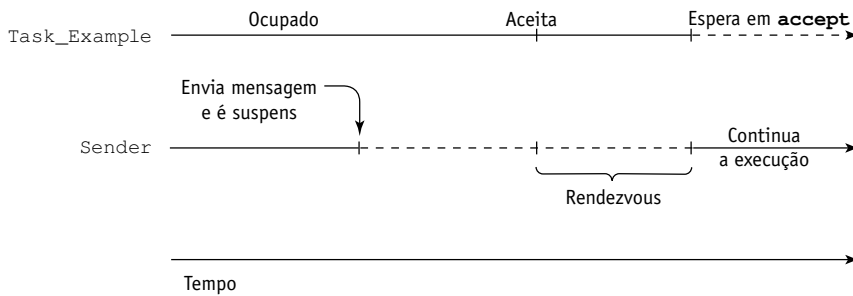 Ocupado
Aceita
Espera em accept
Task_Example
Envia mensagem
e é suspens
Sender
Continua
a execução
Rendezvous
Tempo